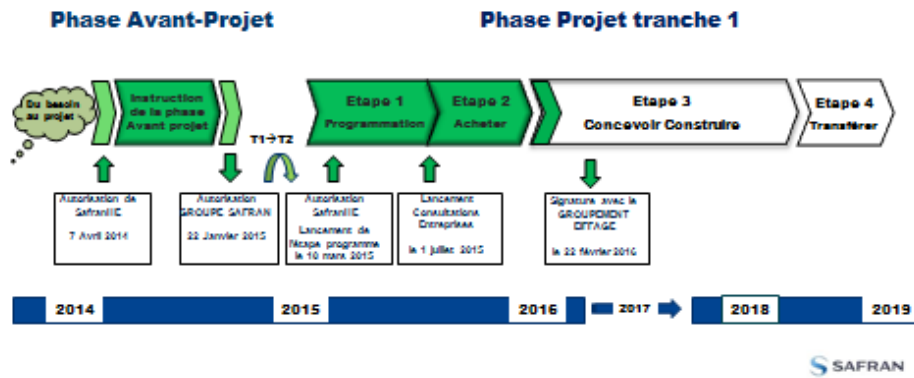 Phase Avant-Projet
Phase Projet tranche 1
Du besoin
au projet
Instruction
de la phase
Avant projet
T1→T2
Etape 1
Programmation
Etape 2
Acheter
Etape 3
Concevoir Construire
Etape 4
Transférer
Autorisation de
SafranHE
7 Avril 2014
Autorisation
GROUPE SAFRAN
22 Janvier 2015
Autorisation
SafranHE
Lancement de
l'étape programme
le 10 mars 2015
Lancement
Consultations
Entreprises
le 1 juillet 2015
Signature avec le
GROUPEMENT
EIFFAGE
le 22 février 2016
2014
2015
2016
2017
2018
2019
SAFRAN